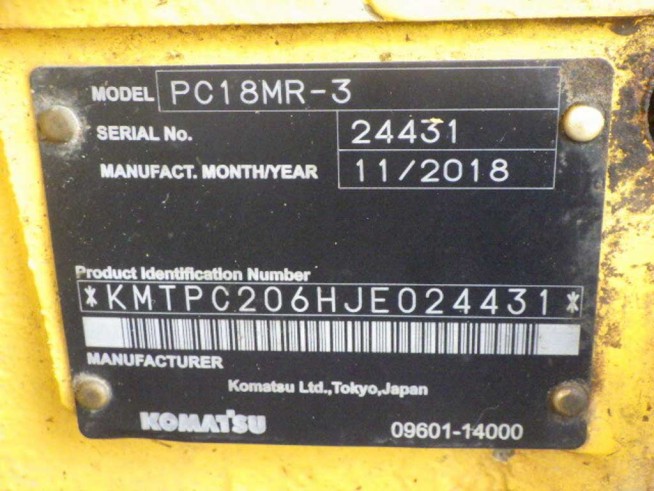 MODEL PC18MR-3
SERIAL No. 24431
MANUFACT. MONTH/YEAR 11/2018
Product Identification Number
*KMTPC206HJE024431*
MANUFACTURER
Komatsu Ltd.,Tokyo,Japan
KOMATSU 09601-14000